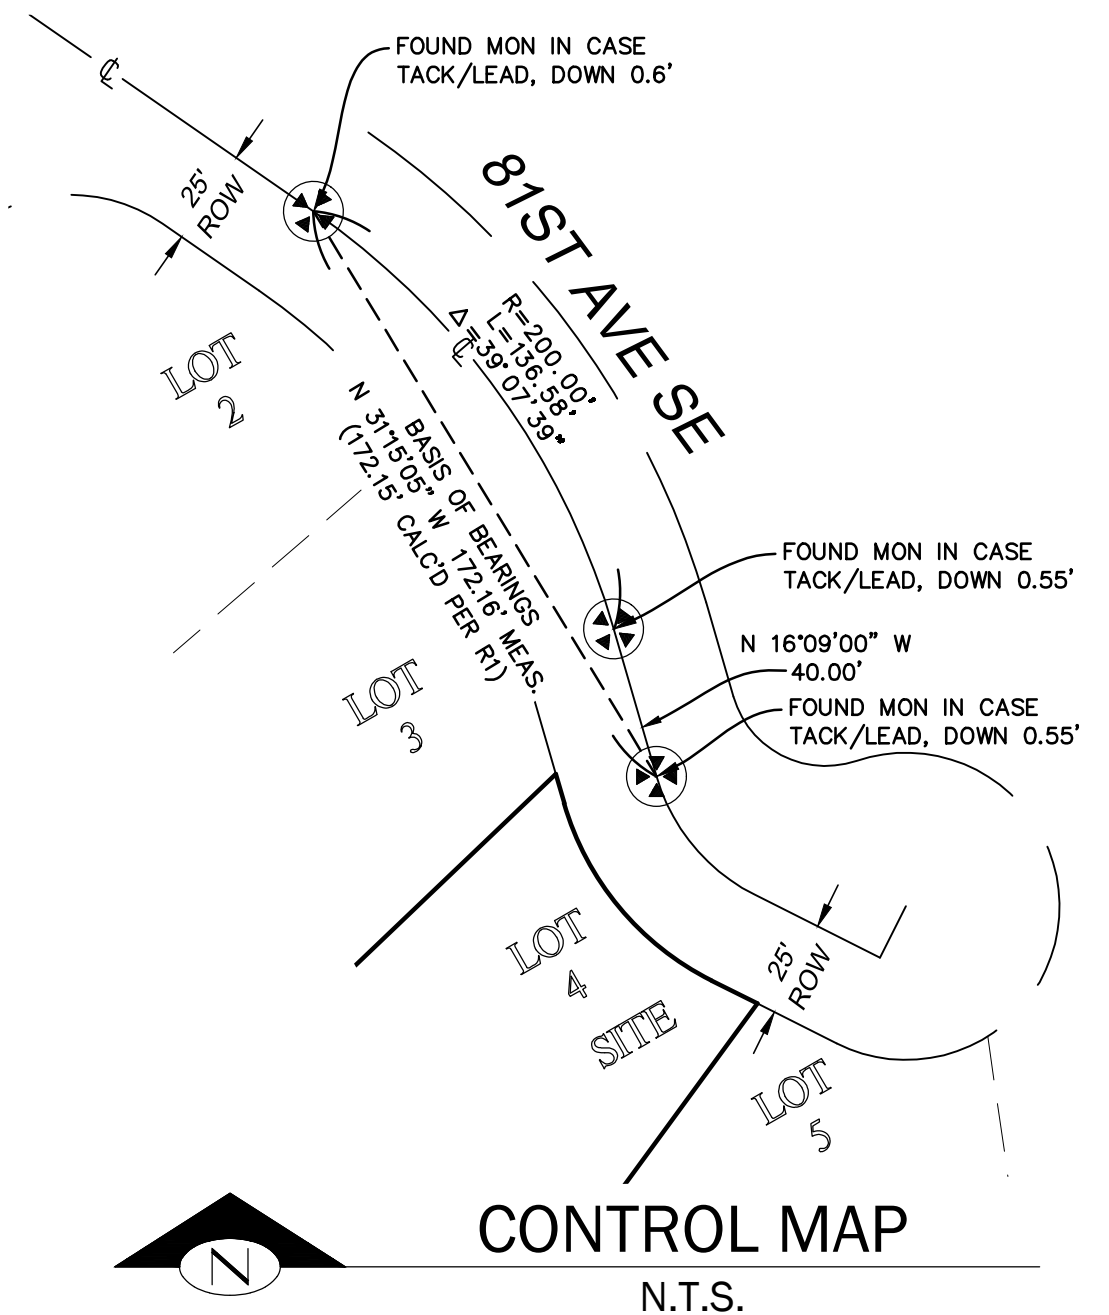 FOUND MON IN CASE
TACK/LEAD, DOWN 0.6'
℄
25'
ROW
81ST AVE SE
R=200.00'
L=136.58'
Δ=39°07'39"
℄
LOT
2
BASIS OF BEARINGS
N 31°15'05" W 172.16' MEAS.
(172.15' CALC'D PER R1)
FOUND MON IN CASE
TACK/LEAD, DOWN 0.55'
N 16°09'00" W
40.00'
FOUND MON IN CASE
TACK/LEAD, DOWN 0.55'
LOT
3
LOT
4
SITE
25'
ROW
LOT
5
N
CONTROL MAP
N.T.S.